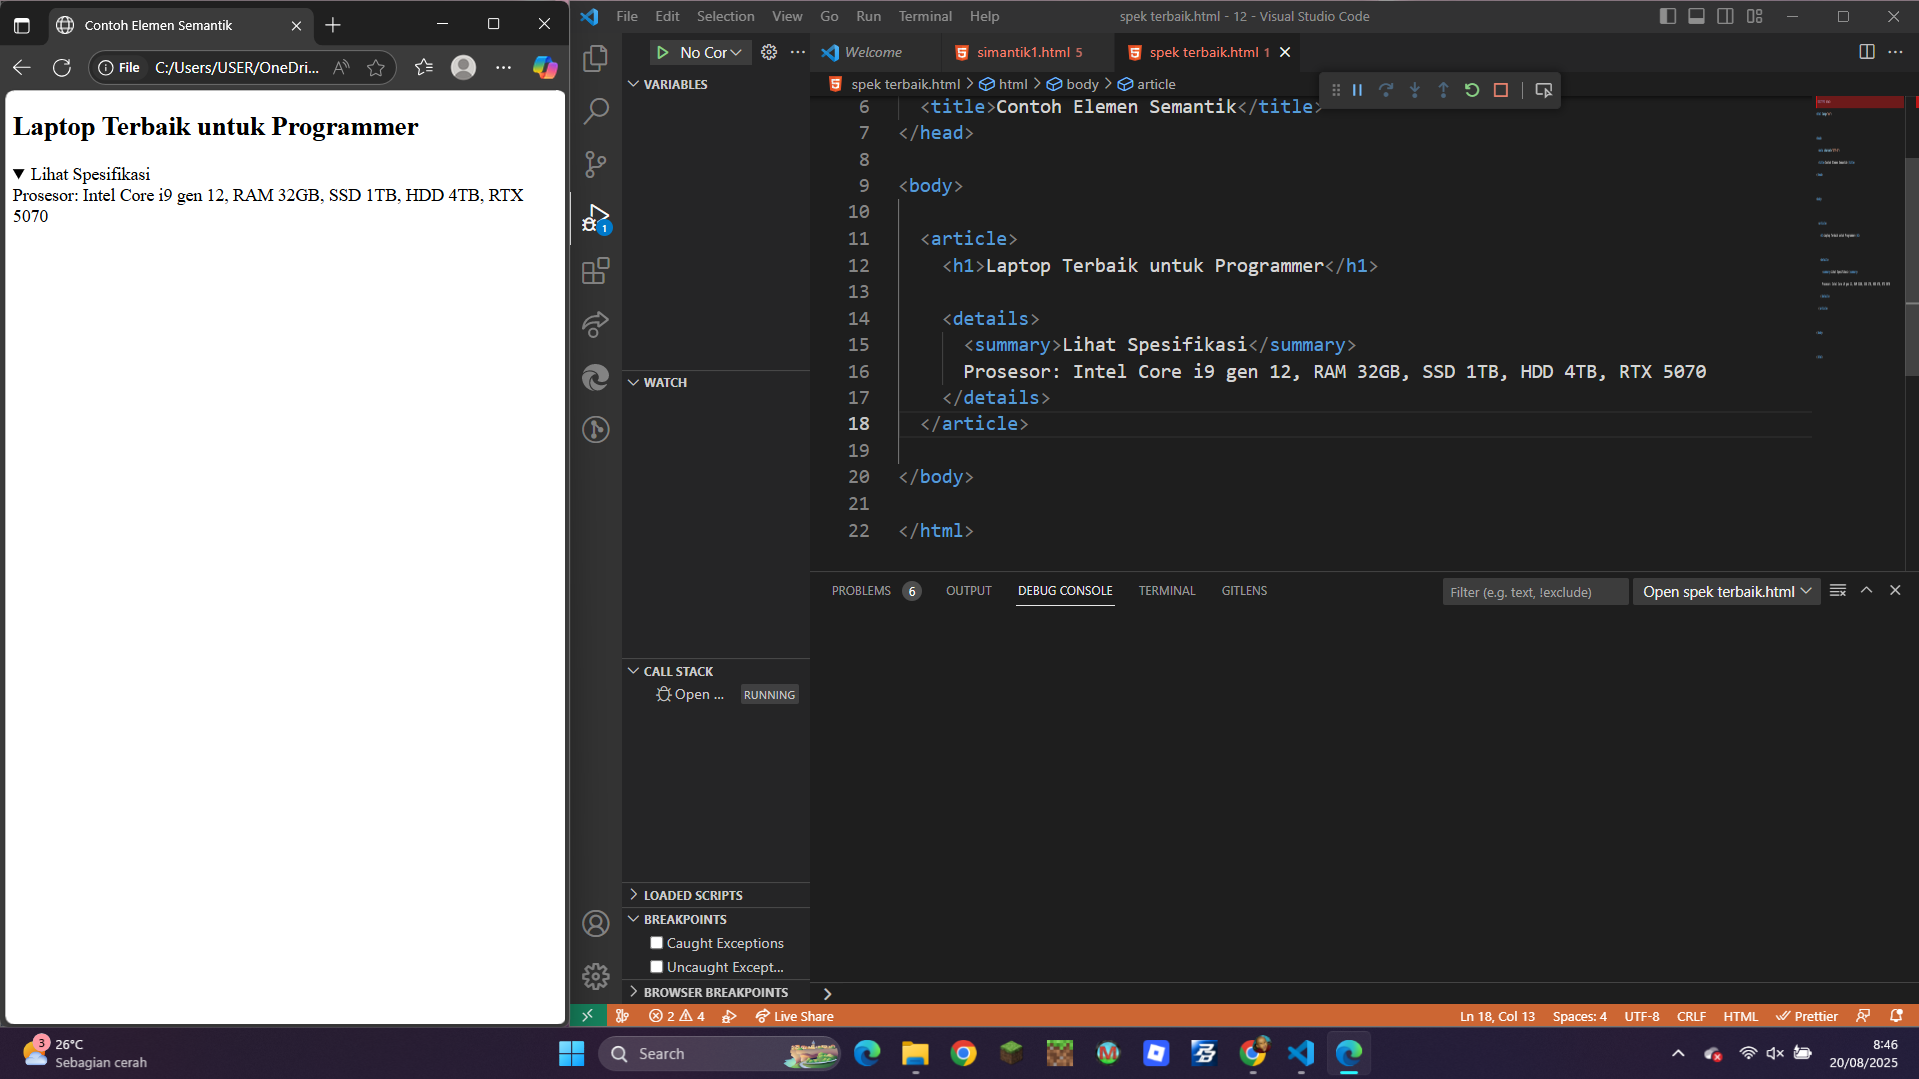 Contoh Elemen Semantik
File
C:/Users/USER/OneDri...
Laptop Terbaik untuk Programmer
▼ Lihat Spesifikasi
Prosesor: Intel Core i9 gen 12, RAM 32GB, SSD 1TB, HDD 4TB, RTX
5070
File Edit Selection View Go Run Terminal Help
spek terbaik.html - 12 - Visual Studio Code
No Cor
Welcome
simantik1.html 5
spek terbaik.html 1
VARIABLES
WATCH
CALL STACK
Open ...
RUNNING
LOADED SCRIPTS
BREAKPOINTS
Caught Exceptions
Uncaught Except...
BROWSER BREAKPOINTS
spek terbaik.html > html > body > article
6 <title>Contoh Elemen Semantik</title>
7 </head>
8
9 <body>
10
11 <article>
12 <h1>Laptop Terbaik untuk Programmer</h1>
13
14 <details>
15 <summary>Lihat Spesifikasi</summary>
16 Prosesor: Intel Core i9 gen 12, RAM 32GB, SSD 1TB, HDD 4TB, RTX 5070
17 </details>
18 </article>
19
20 </body>
21
22 </html>
PROBLEMS 6 OUTPUT DEBUG CONSOLE TERMINAL GITLENS
Filter (e.g. text, !exclude)
Open spek terbaik.html
1
2 4
Live Share
Ln 18, Col 13 Spaces: 4 UTF-8 CRLF HTML Prettier
3
26°C
Sebagian cerah
Search
8:46
20/08/2025